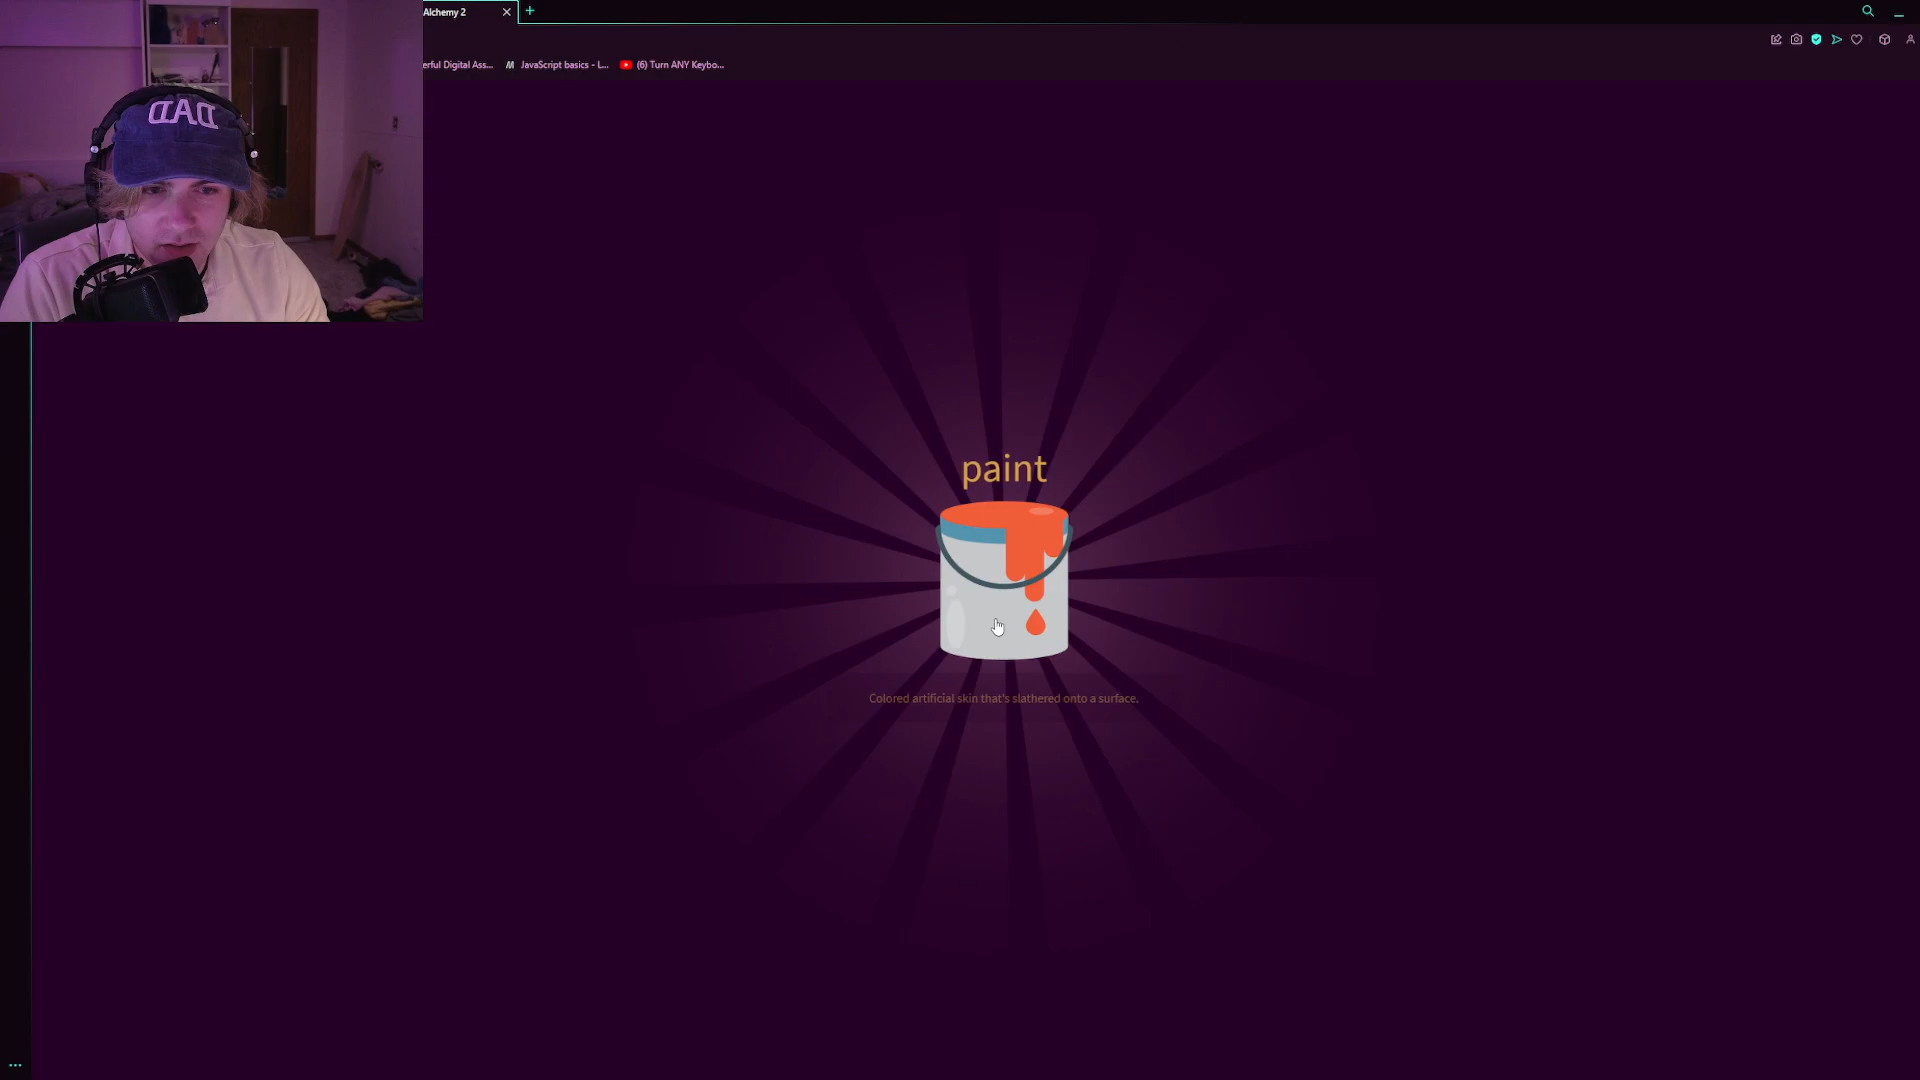 Alchemy 2
erful Digital Ass...
JavaScript basics - L...
(6) Turn ANY Keybo...
DAD
paint
Colored artificial skin that's slathered onto a surface.